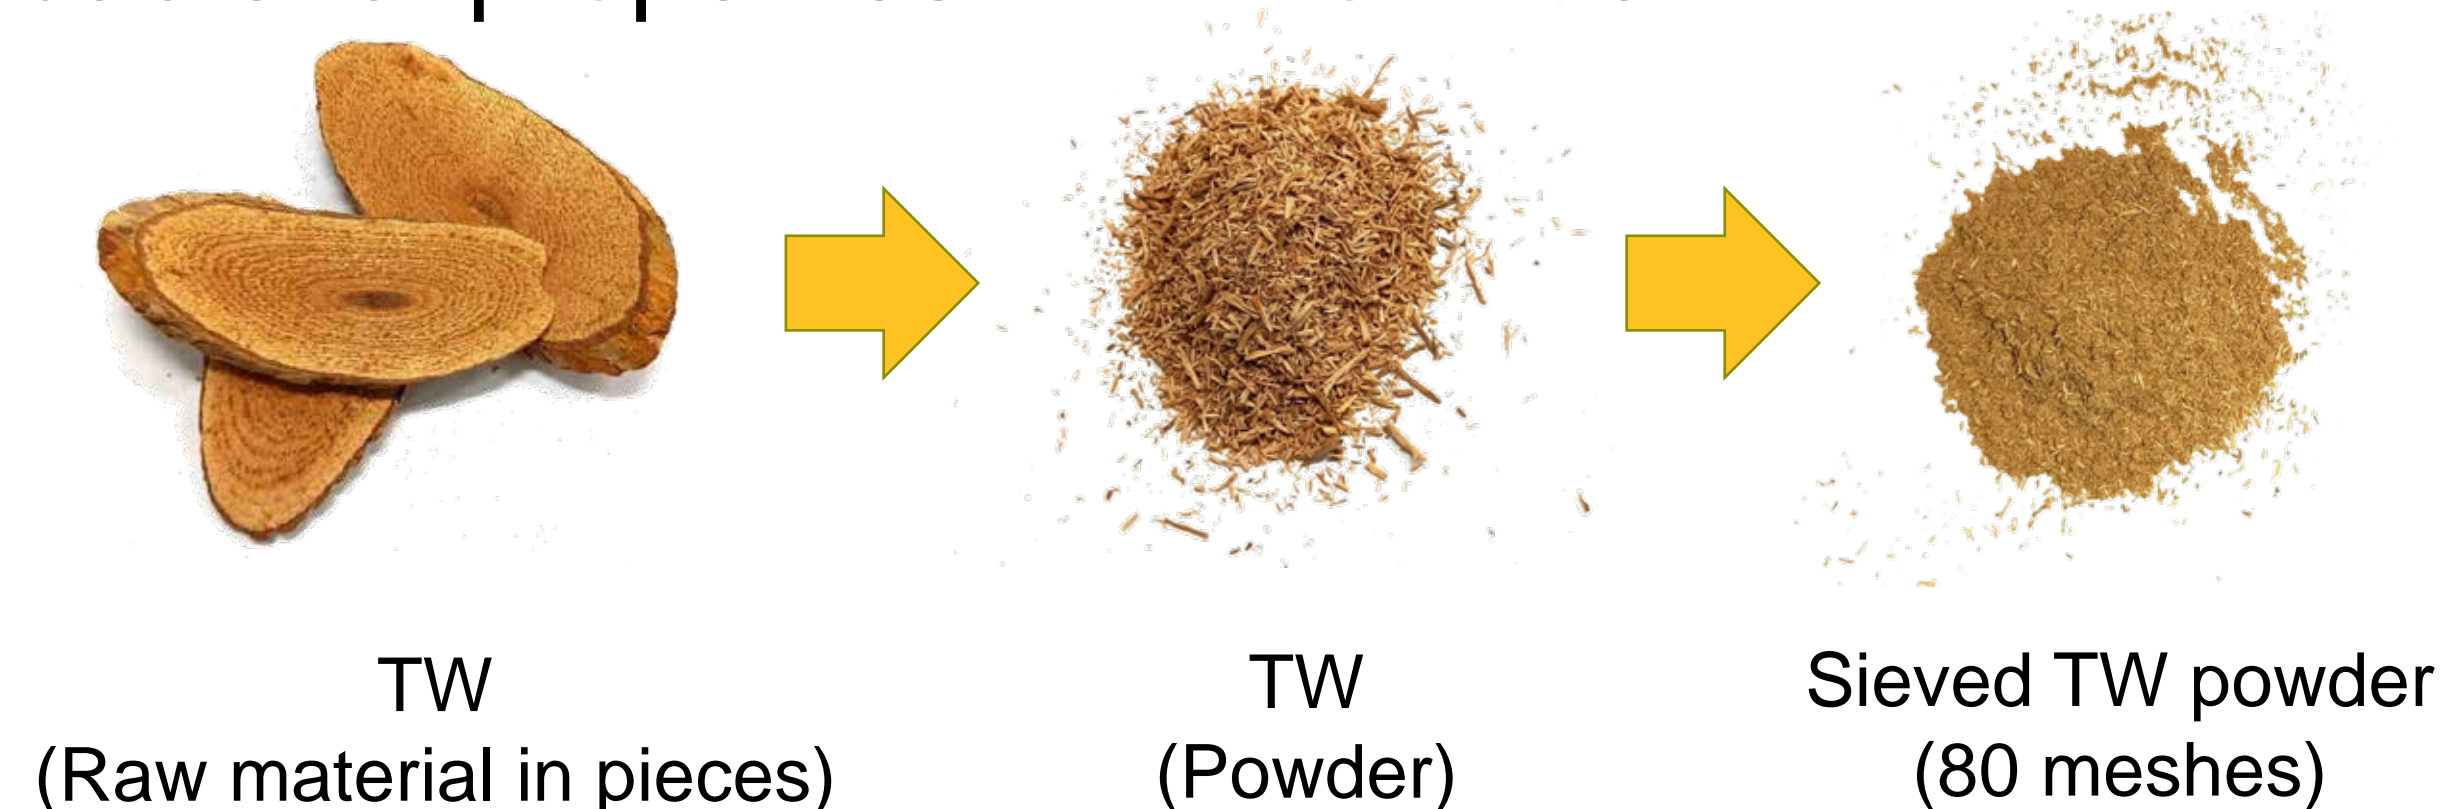 TW
(Raw material in pieces)
TW
(Powder)
Sieved TW powder
(80 meshes)